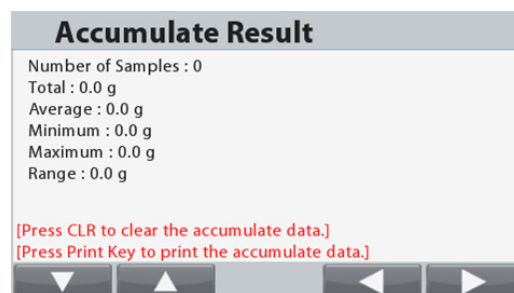 Accumulate Result
Number of Samples : 0
Total : 0.0 g
Average : 0.0 g
Minimum : 0.0 g
Maximum : 0.0 g
Range : 0.0 g
[Press CLR to clear the accumulate data.]
[Press Print Key to print the accumulate data.]